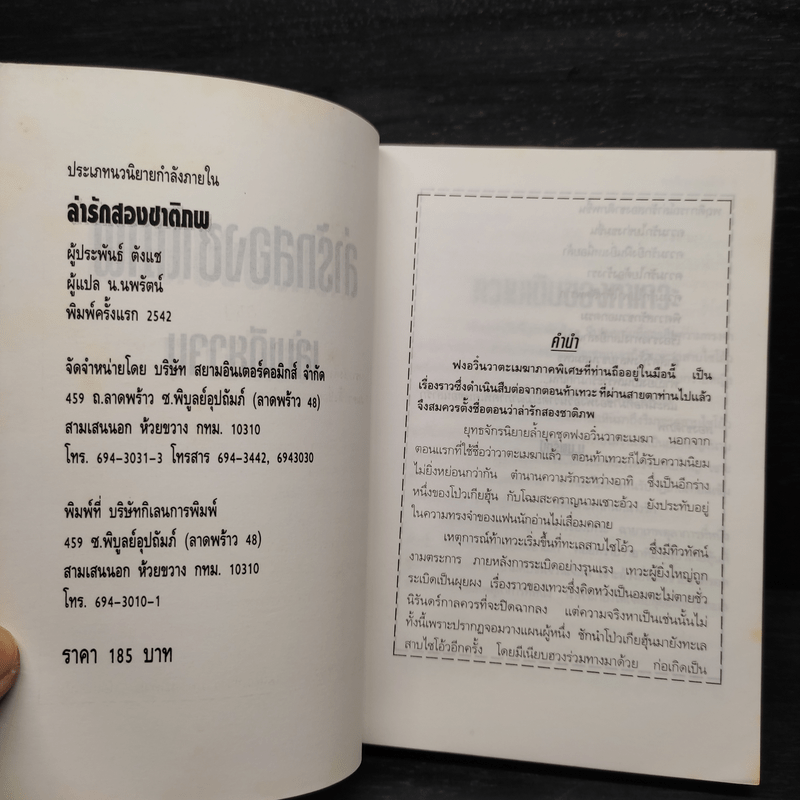 ประเภทนวนิยายกำลังภายใน
ล่ารักสองชาติภพ
ผู้ประพันธ์ ตังแช
ผู้แปล น.นพรัตน์
พิมพ์ครั้งแรก 2542
จัดจำหน่ายโดย บริษัท สยามอินเตอร์คอมิกส์ จำกัด
459 ถ.ลาดพร้าว ซ.พิบูลย์อุปถัมภ์ (ลาดพร้าว 48)
สามเสนนอก ห้วยขวาง กทม. 10310
โทร. 694-3031-3 โทรสาร 694-3442, 6943030
พิมพ์ที่ บริษัทกิเลนการพิมพ์
459 ซ.พิบูลย์อุปถัมภ์ (ลาดพร้าว 48)
สามเสนนอก ห้วยขวาง กทม. 10310
โทร. 694-3010-1
ราคา 185 บาท
คำนำ
ฟงอวิ๋นวาตะเมฆาภาคพิเศษที่ท่านถืออยู่ในมือนี้ เป็น
เรื่องราวซึ่งดำเนินสืบต่อจากตอนท้าเทวะ ที่ผ่านสายตาท่านไปแล้ว
จึงสมควรตั้งชื่อตอนว่าล่ารักสองชาติภพ
ยุทธจักรนิยายล้ำยุคชุดฟงอวิ๋นวาตะเมฆา นอกจาก
ตอนแรกที่ใช้ชื่อว่าวาตะเมฆาแล้ว ตอนท้าเทวะก็ได้รับความนิยม
ไม่ยิ่งหย่อนกว่ากัน ตำนานความรักระหว่างอาทิ ซึ่งเป็นอีกร่าง
หนึ่งของโปวเกียฮุ้น กับโฉมสะคราญนามเซาะอ้วง ยังประทับอยู่
ในความทรงจำของแฟนนักอ่านไม่เสื่อมคลาย
เหตุการณ์ท้าเทวะเริ่มขึ้นที่ทะเลสาบไซโอ้ว ซึ่งมีทิวทัศน์
งามตระการ ภายหลังการระเบิดอย่างรุนแรง เทวะผู้ยิ่งใหญ่ถูก
ระเบิดเป็นผุยผง เรื่องราวของเทวะซึ่งคิดหวังเป็นอมตะไม่ตายชั่ว
นิรันดร์กาลควรที่จะปิดฉากลง แต่ความจริงหาเป็นเช่นนั้นไม่
ทั้งนี้เพราะปรากฏจอมวางแผนผู้หนึ่ง ชักนำโปวเกียฮุ้นมายังทะเล
สาบไซโอ้วอีกครั้ง โดยมีเนียบฮวงร่วมทางมาด้วย ก่อเกิดเป็น